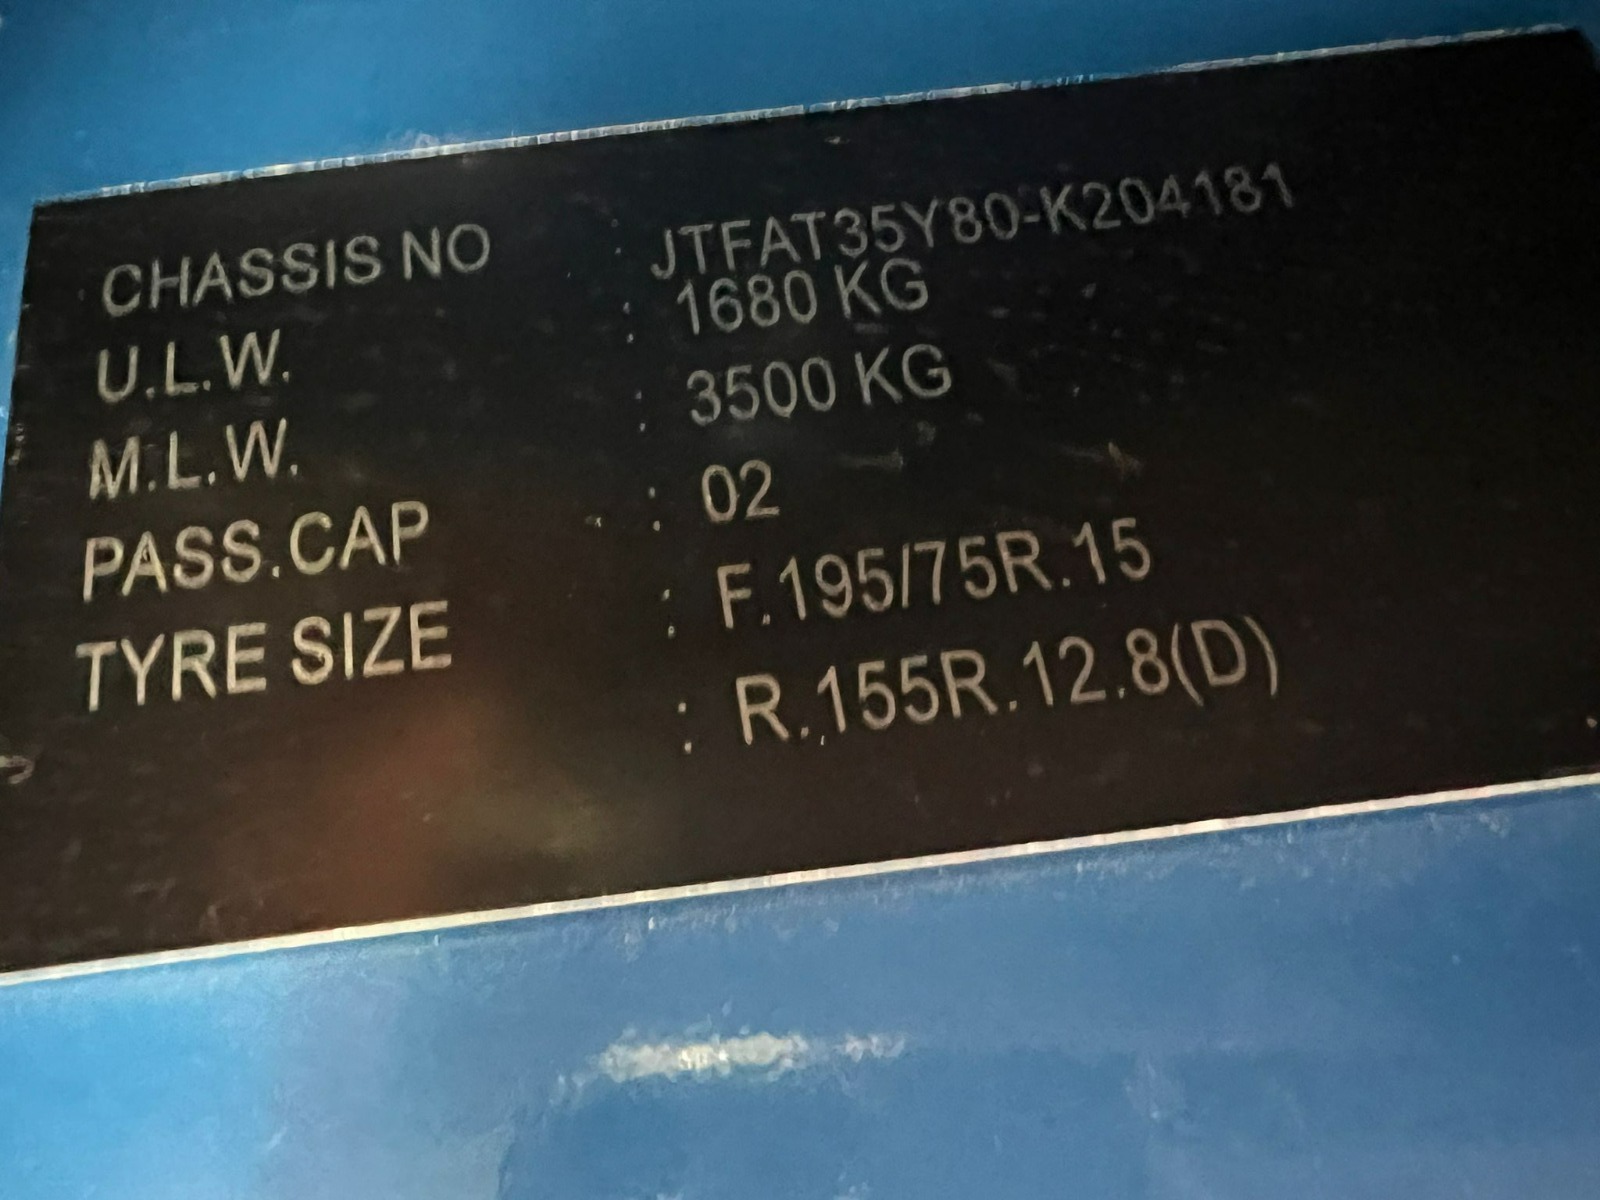 CHASSIS NO : JTFAT35Y80-K204181
U.L.W. : 1680 KG
M.L.W. : 3500 KG
PASS.CAP : 02
TYRE SIZE : F.195/75R.15
: R.155R.12.8(D)